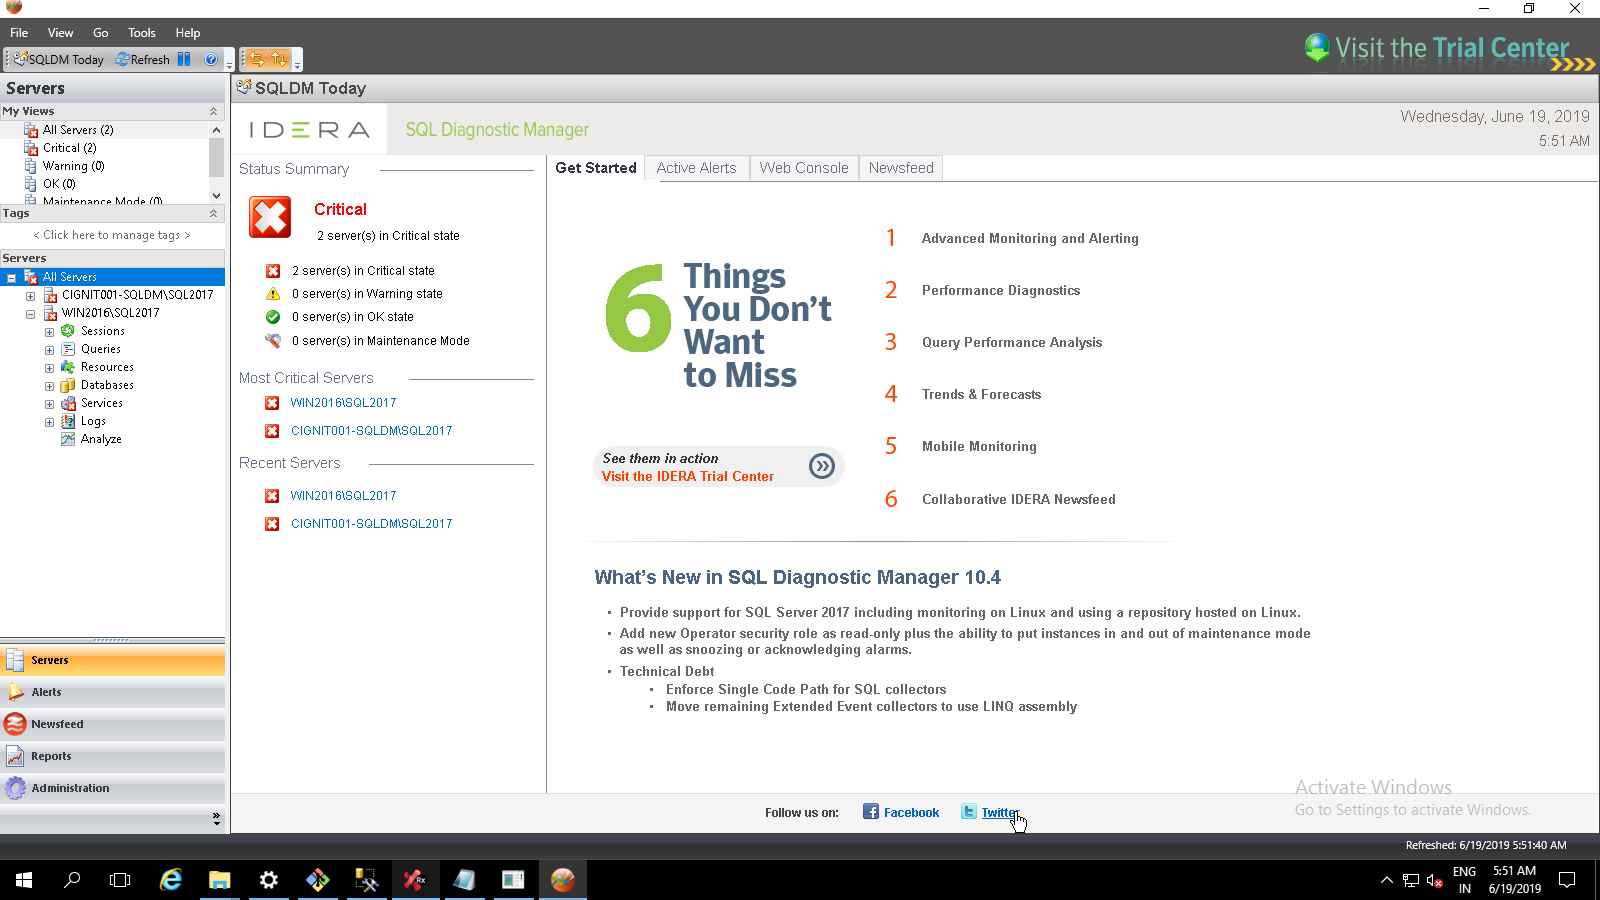 File View Go Tools Help
SQLDM Today Refresh
Visit the Trial Center
Servers
My Views
All Servers (2)
Critical (2)
Warning (0)
OK (0)
Maintenance Mode (0)
Tags
< Click here to manage tags >
Servers
All Servers
CIGNIT001-SQLDM\SQL2017
WIN2016\SQL2017
Sessions
Queries
Resources
Databases
Services
Logs
Analyze
Servers
Alerts
Newsfeed
Reports
Administration
SQLDM Today
IDERA SQL Diagnostic Manager
Wednesday, June 19, 2019
5:51 AM
Status Summary
Critical
2 server(s) in Critical state
2 server(s) in Critical state
0 server(s) in Warning state
0 server(s) in OK state
0 server(s) in Maintenance Mode
Most Critical Servers
WIN2016\SQL2017
CIGNIT001-SQLDM\SQL2017
Recent Servers
WIN2016\SQL2017
CIGNIT001-SQLDM\SQL2017
Get Started Active Alerts Web Console Newsfeed
6 Things
You Don't
Want
to Miss
See them in action
Visit the IDERA Trial Center
1 Advanced Monitoring and Alerting
2 Performance Diagnostics
3 Query Performance Analysis
4 Trends & Forecasts
5 Mobile Monitoring
6 Collaborative IDERA Newsfeed
What's New in SQL Diagnostic Manager 10.4
• Provide support for SQL Server 2017 including monitoring on Linux and using a repository hosted on Linux.
• Add new Operator security role as read-only plus the ability to put instances in and out of maintenance mode
as well as snoozing or acknowledging alarms.
• Technical Debt
• Enforce Single Code Path for SQL collectors
• Move remaining Extended Event collectors to use LINQ assembly
Activate Windows
Go to Settings to activate Windows.
Follow us on: Facebook Twitter
Refreshed: 6/19/2019 5:51:40 AM
Rx
ENG
IN
5:51 AM
6/19/2019